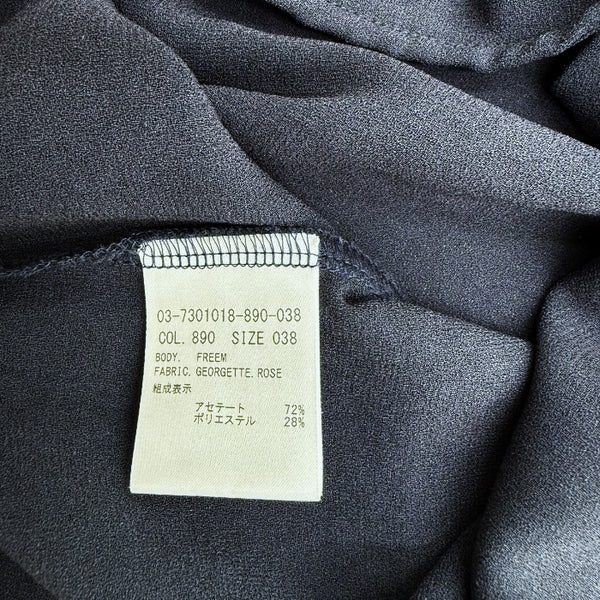 03-7301018-890-038
COL. 890 SIZE 038
BODY. FREEM
FABRIC. GEORGETTE. ROSE
組成表示
アセテート 72%
ポリエステル 28%